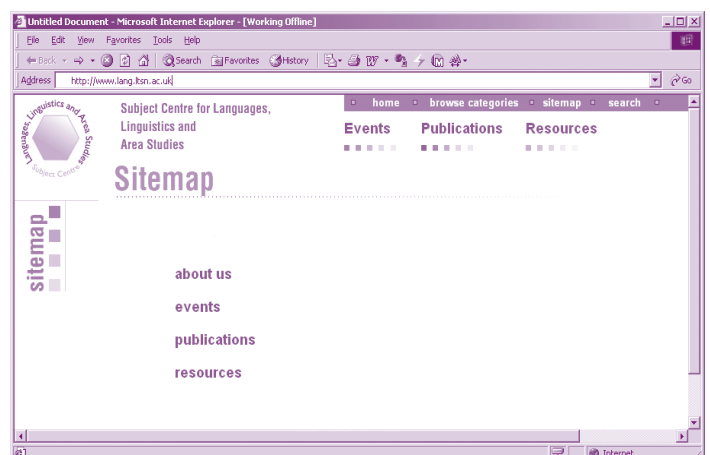 Untitled Document - Microsoft Internet Explorer - [Working Offline]
File Edit View Favorites Tools Help
Back Search Favorites History
Address http://www.lang.ltsn.ac.uk Go
home browse categories sitemap search
Languages, Linguistics and Area Studies
Subject Centre
Subject Centre for Languages,
Linguistics and
Area Studies
Events Publications Resources
Sitemap
sitemap
about us
events
publications
resources
Internet